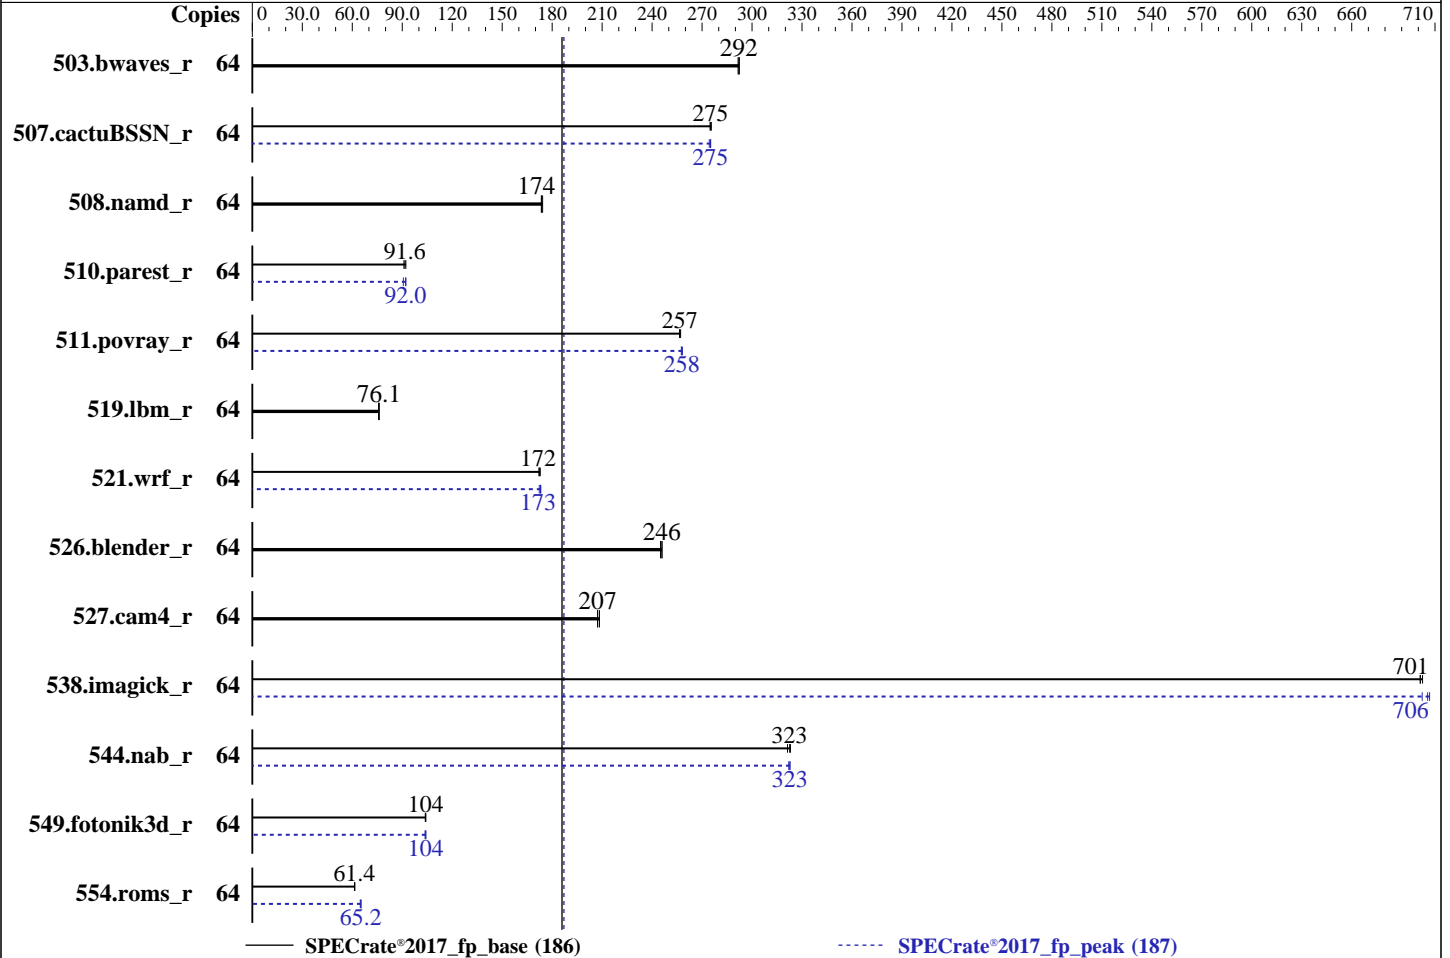 Copies 0 30.0 60.0 90.0 120 150 180 210 240 270 300 330 360 390 420 450 480 510 540 570 600 630 660 710
292
503.bwaves_r 64
275
507.cactuBSSN_r 64
275
174
508.namd_r 64
91.6
510.parest_r 64
92.0
257
511.povray_r 64
258
76.1
519.lbm_r 64
172
521.wrf_r 64
173
246
526.blender_r 64
207
527.cam4_r 64
701
538.imagick_r 64
706
323
544.nab_r 64
323
104
549.fotonik3d_r 64
104
61.4
554.roms_r 64
65.2
SPECrate®2017_fp_base (186) SPECrate®2017_fp_peak (187)